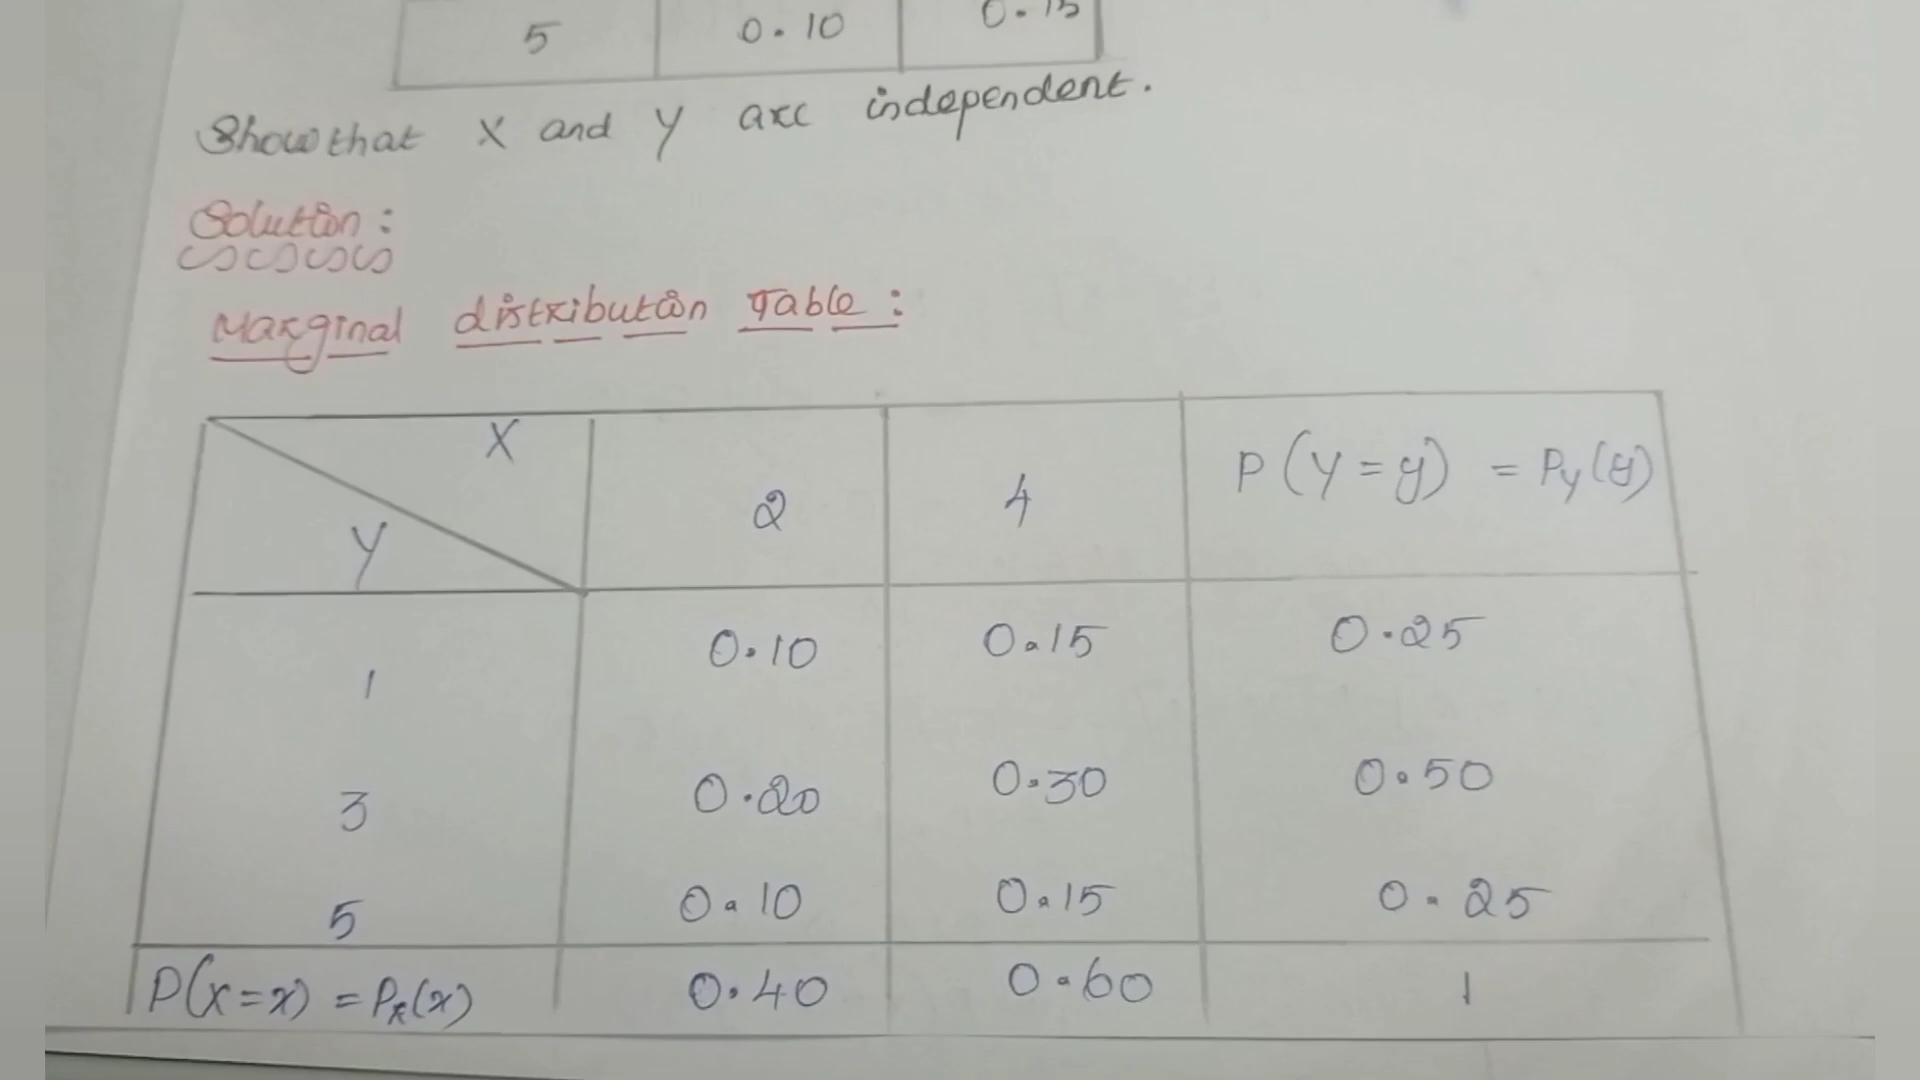 5 0.10 0.15
Show that X and Y are independent.
Solution:
Marginal distribution Table:
X
Y 2 4 P(Y=y) = Py(y)
1 0.10 0.15 0.25
3 0.20 0.30 0.50
5 0.10 0.15 0.25
P(X=x) = Px(x) 0.40 0.60 1